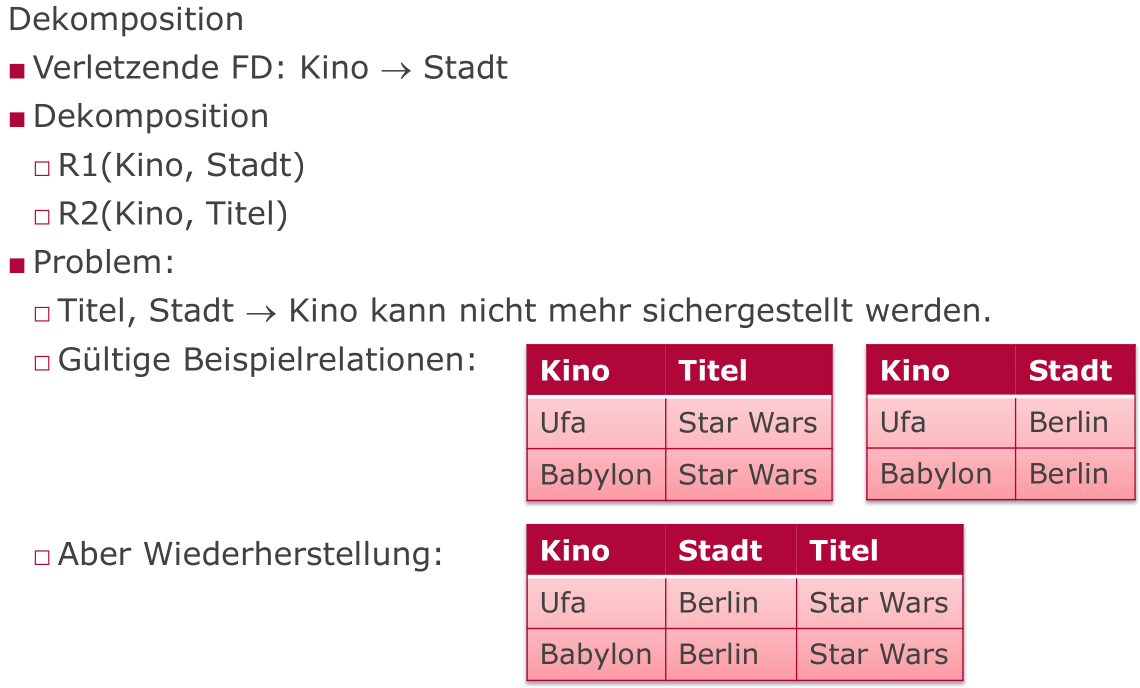 Dekomposition
■ Verletzende FD: Kino → Stadt
■ Dekomposition
□ R1(Kino, Stadt)
□ R2(Kino, Titel)
■ Problem:
□ Titel, Stadt → Kino kann nicht mehr sichergestellt werden.
□ Gültige Beispielrelationen:
Kino Titel
Ufa Star Wars
Babylon Star Wars
Kino Stadt
Ufa Berlin
Babylon Berlin
□ Aber Wiederherstellung:
Kino Stadt Titel
Ufa Berlin Star Wars
Babylon Berlin Star Wars